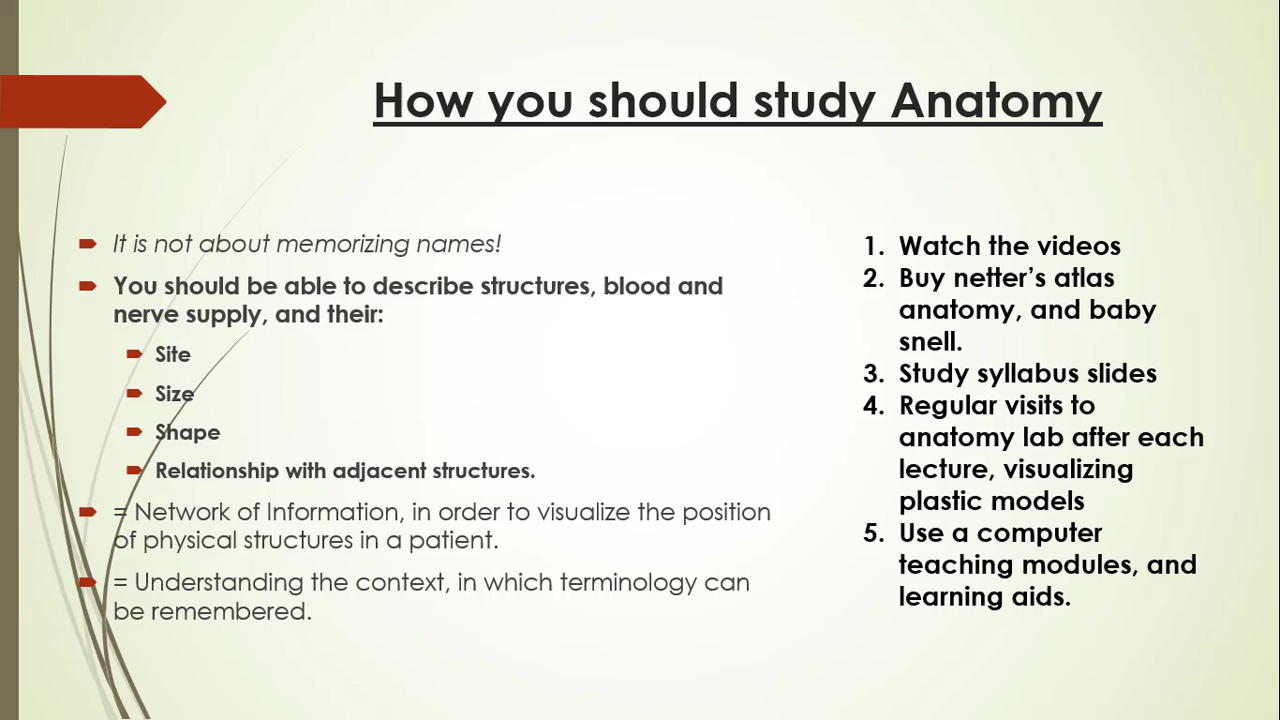 How you should study Anatomy
It is not about memorizing names!
You should be able to describe structures, blood and
nerve supply, and their:
Site
Size
Shape
Relationship with adjacent structures.
= Network of Information, in order to visualize the position
of physical structures in a patient.
= Understanding the context, in which terminology can
be remembered.
1. Watch the videos
2. Buy netter’s atlas
anatomy, and baby
snell.
3. Study syllabus slides
4. Regular visits to
anatomy lab after each
lecture, visualizing
plastic models
5. Use a computer
teaching modules, and
learning aids.